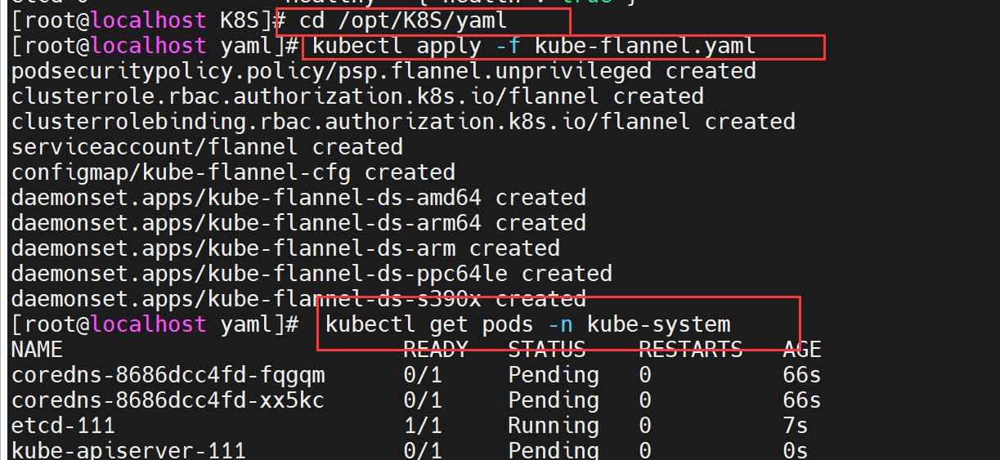 etcd-0 healthy {"health":"true"}
[root@localhost K8S]# cd /opt/K8S/yaml
[root@localhost yaml]# kubectl apply -f kube-flannel.yaml
podsecuritypolicy.policy/psp.flannel.unprivileged created
clusterrole.rbac.authorization.k8s.io/flannel created
clusterrolebinding.rbac.authorization.k8s.io/flannel created
serviceaccount/flannel created
configmap/kube-flannel-cfg created
daemonset.apps/kube-flannel-ds-amd64 created
daemonset.apps/kube-flannel-ds-arm64 created
daemonset.apps/kube-flannel-ds-arm created
daemonset.apps/kube-flannel-ds-ppc64le created
daemonset.apps/kube-flannel-ds-s390x created
[root@localhost yaml]# kubectl get pods -n kube-system
NAME READY STATUS RESTARTS AGE
coredns-8686dcc4fd-fqgqm 0/1 Pending 0 66s
coredns-8686dcc4fd-xx5kc 0/1 Pending 0 66s
etcd-111 1/1 Running 0 7s
kube-apiserver-111 0/1 Pending 0 0s